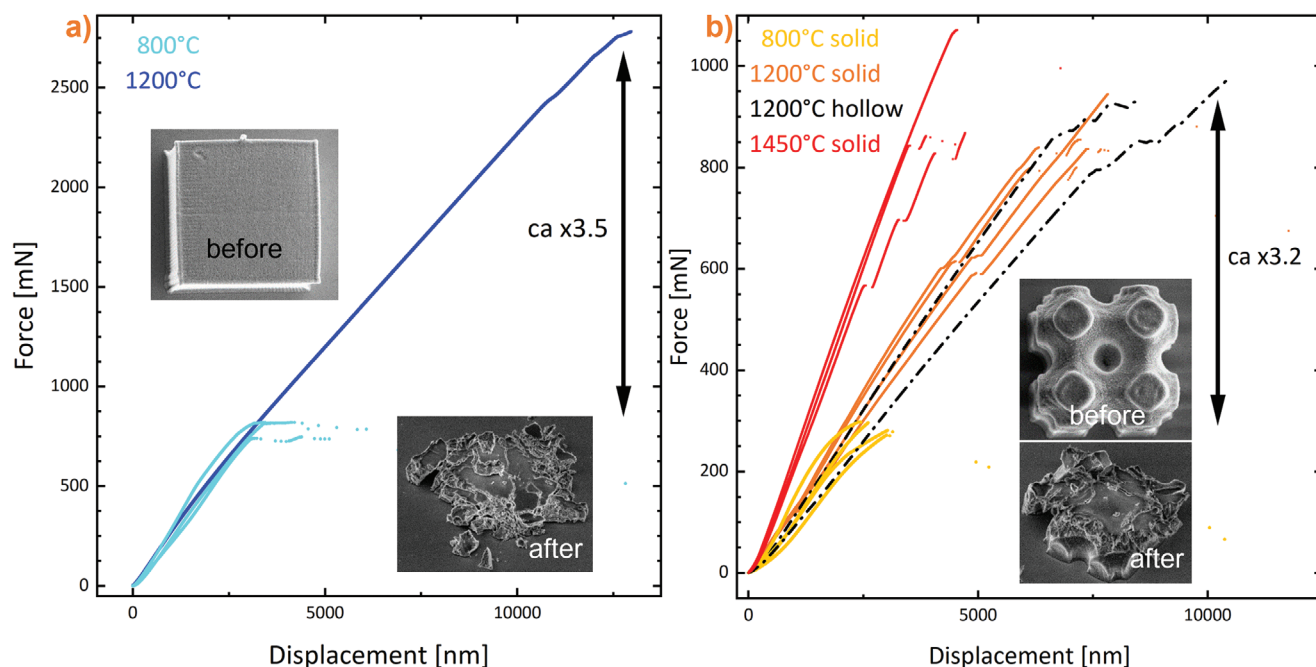 a)
800°C
1200°C
before
ca x3.5
after
2500
2000
1500
1000
500
0
0
5000
10000
Force [mN]
Displacement [nm]
b)
800°C solid
1200°C solid
1200°C hollow
1450°C solid
before
ca x3.2
after
1000
800
600
400
200
0
0
5000
10000
Force [mN]
Displacement [nm]